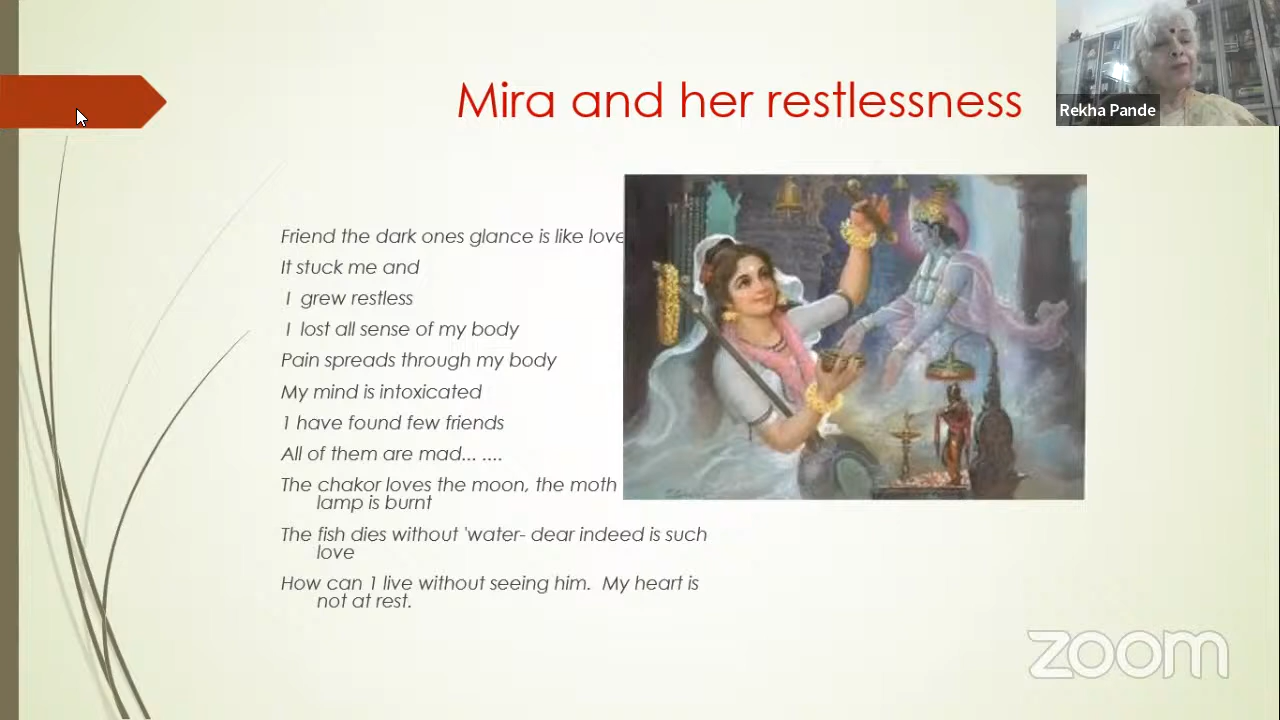 Mira and her restlessness
Rekha Pande
Friend the dark ones glance is like love
It stuck me and
I grew restless
I lost all sense of my body
Pain spreads through my body
My mind is intoxicated
1 have found few friends
All of them are mad... ....
The chakor loves the moon, the moth
lamp is burnt
The fish dies without 'water- dear indeed is such
love
How can 1 live without seeing him. My heart is
not at rest.
zoom